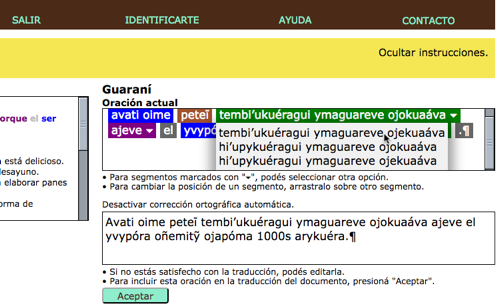 SALIR IDENTIFICARTE AYUDA CONTACTO
Ocultar instrucciones.
Guaraní
Oración actual
orque el ser
está delicioso.
esayuno.
elaborar panes
orma de
avati oime peteĩ tembi’ukuéragui ymaguareve ojokuaáva
ajeve el yvypó
tembi’ukuéragui ymaguareve ojekuaáva
hi’upykuéragui ymaguareve ojokuaáva
hi’upykuéragui ymaguareve ojekuaáva
.¶
• Para segmentos marcados con "▾", podés seleccionar otra opción.
• Para cambiar la posición de un segmento, arrastralo sobre otro segmento.
Desactivar corrección ortográfica automática.
Avati oime peteĩ tembi’ukuéragui ymaguareve ojokuaáva ajeve el
yvypóra oñemitỹ ojapóma 1000s arykuéra.¶
• Si no estás satisfecho con la traducción, podés editarla.
• Para incluir esta oración en la traducción del documento, presioná "Aceptar".
Aceptar